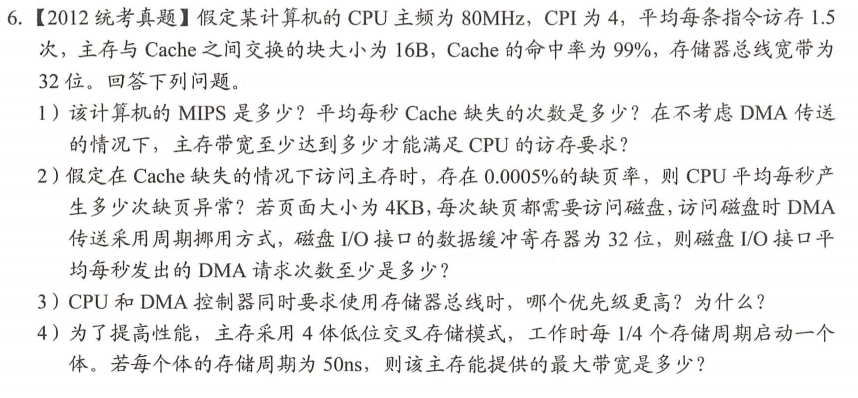 6.【2012 统考真题】假定某计算机的 CPU 主频为 80MHz，CPI 为 4，平均每条指令访存 1.5
次，主存与 Cache 之间交换的块大小为 16B，Cache 的命中率为 99%，存储器总线宽带为
32 位。回答下列问题。
1）该计算机的 MIPS 是多少？平均每秒 Cache 缺失的次数是多少？在不考虑 DMA 传送
的情况下，主存带宽至少达到多少才能满足 CPU 的访存要求？
2）假定在 Cache 缺失的情况下访问主存时，存在 0.0005%的缺页率，则 CPU 平均每秒产
生多少次缺页异常？若页面大小为 4KB，每次缺页都需要访问磁盘，访问磁盘时 DMA
传送采用周期挪用方式，磁盘 I/O 接口的数据缓冲寄存器为 32 位，则磁盘 I/O 接口平
均每秒发出的 DMA 请求次数至少是多少？
3）CPU 和 DMA 控制器同时要求使用存储器总线时，哪个优先级更高？为什么？
4）为了提高性能，主存采用 4 体低位交叉存储模式，工作时每 1/4 个存储周期启动一个
体。若每个体的存储周期为 50ns，则该主存能提供的最大带宽是多少？